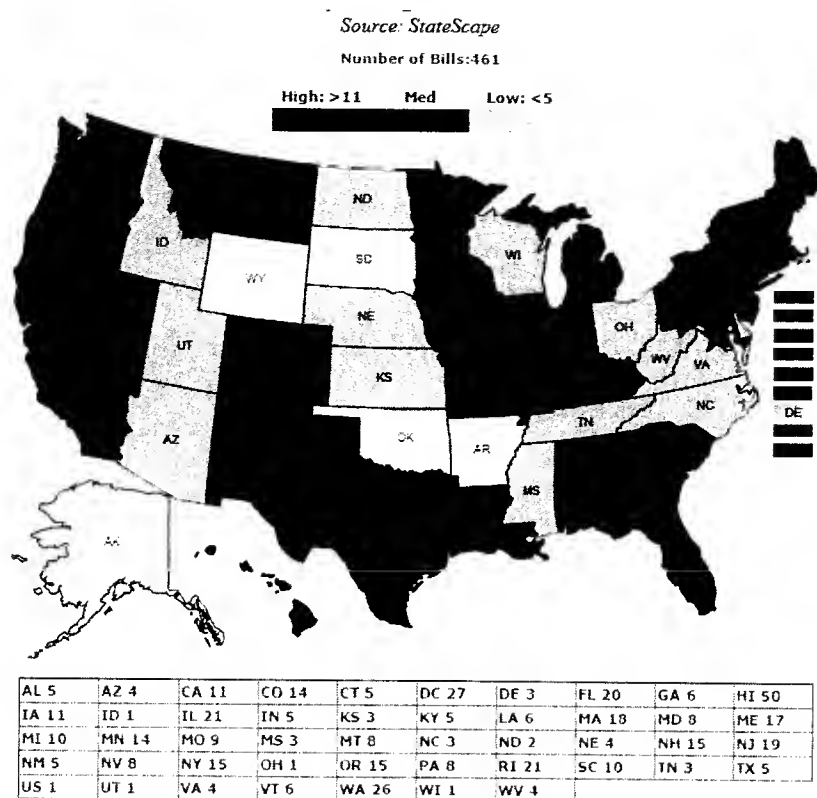 Source: StateScape
Number of Bills:461
High: >11 Med Low: <5
ND
ID
SD
WI
WY
NE
OH
UT
WV
VA
KS
NC
DE
AZ
TN
OK
AR
MS
AK
AL 5 AZ 4 CA 11 CO 14 CT 5 DC 27 DE 3 FL 20 GA 6 HI 50
IA 11 ID 1 IL 21 IN 5 KS 3 KY 5 LA 6 MA 18 MD 8 ME 17
MI 10 MN 14 MO 9 MS 3 MT 8 NC 3 ND 2 NE 4 NH 15 NJ 19
NM 5 NV 8 NY 15 OH 1 OR 15 PA 8 RI 21 SC 10 TN 3 TX 5
US 1 UT 1 VA 4 VT 6 WA 26 WI 1 WV 4